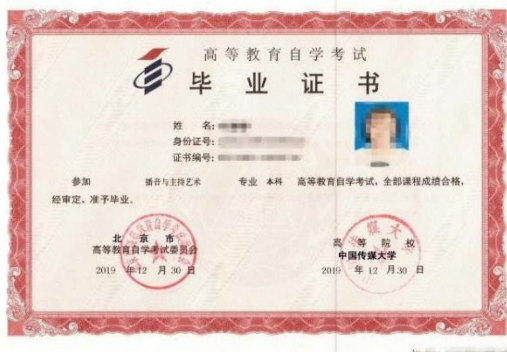 高等教育自学考试
毕业证书
姓 名：
身份证号：
证书编号：
参加 播音与主持艺术 专业 本科 高等教育自学考试，全部课程成绩合格，
经审定，准予毕业。
北京市
高等教育自学考试委员会
2019 年 12 月 30 日
高等院校
中国传媒大学
2019 年 12 月 30 日